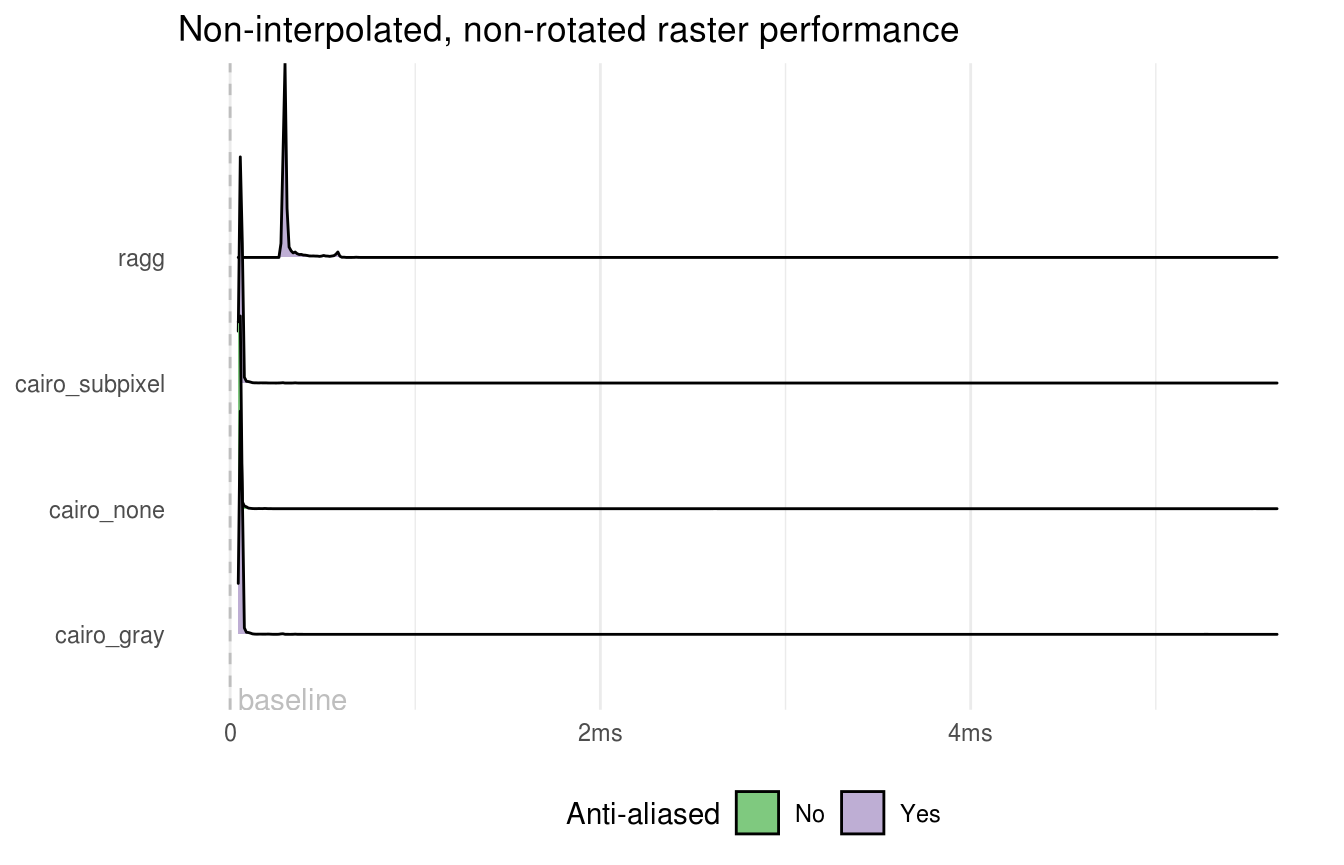 Non-interpolated, non-rotated raster performance
ragg
cairo_subpixel
cairo_none
cairo_gray
baseline
0 2ms 4ms
Anti-aliased No Yes